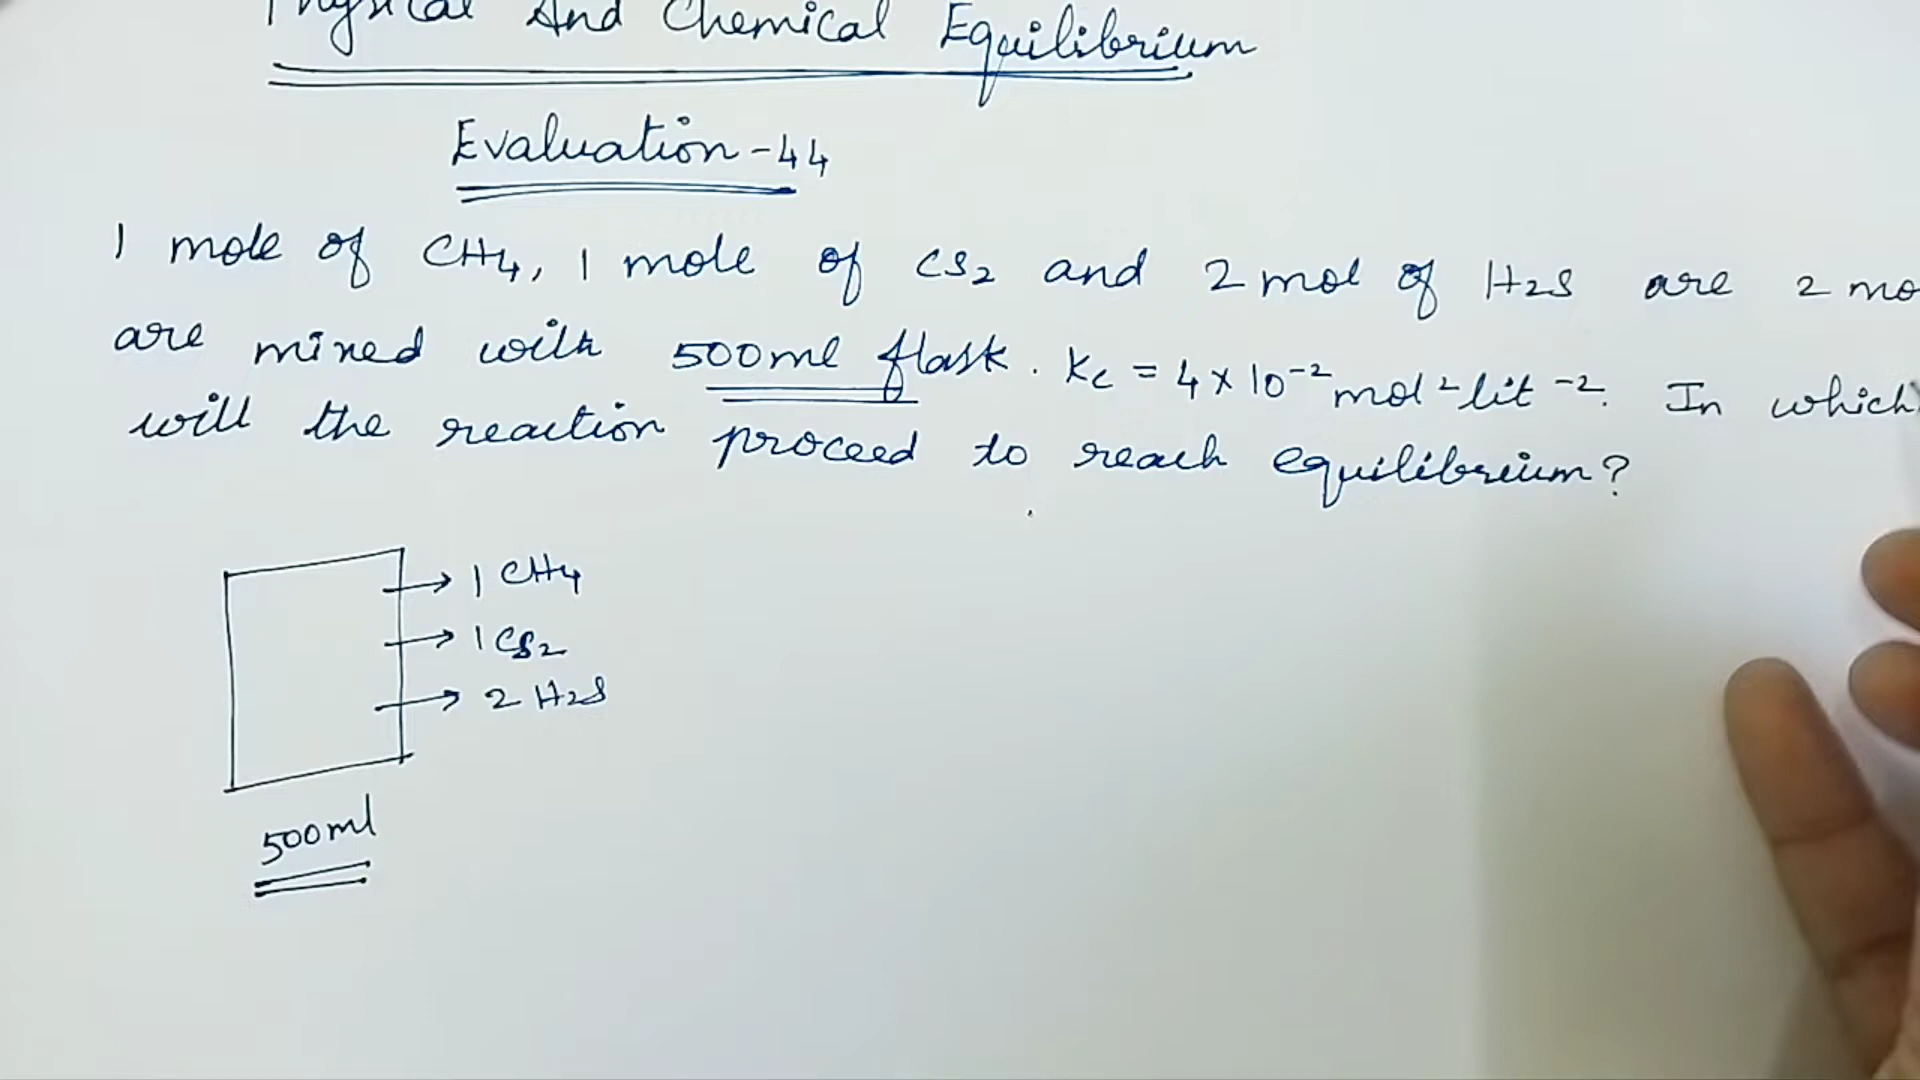 Physical And Chemical Equilibrium
Evaluation-44
1 mole of CH4, 1 mole of CS2 and 2 mol of H2S are 2 mo
are mixed with 500ml flask. Kc = 4 x 10-2 mol2 lit-2. In which
will the reaction proceed to reach equilibrium?
1 CH4
1 CS2
2 H2S
500ml